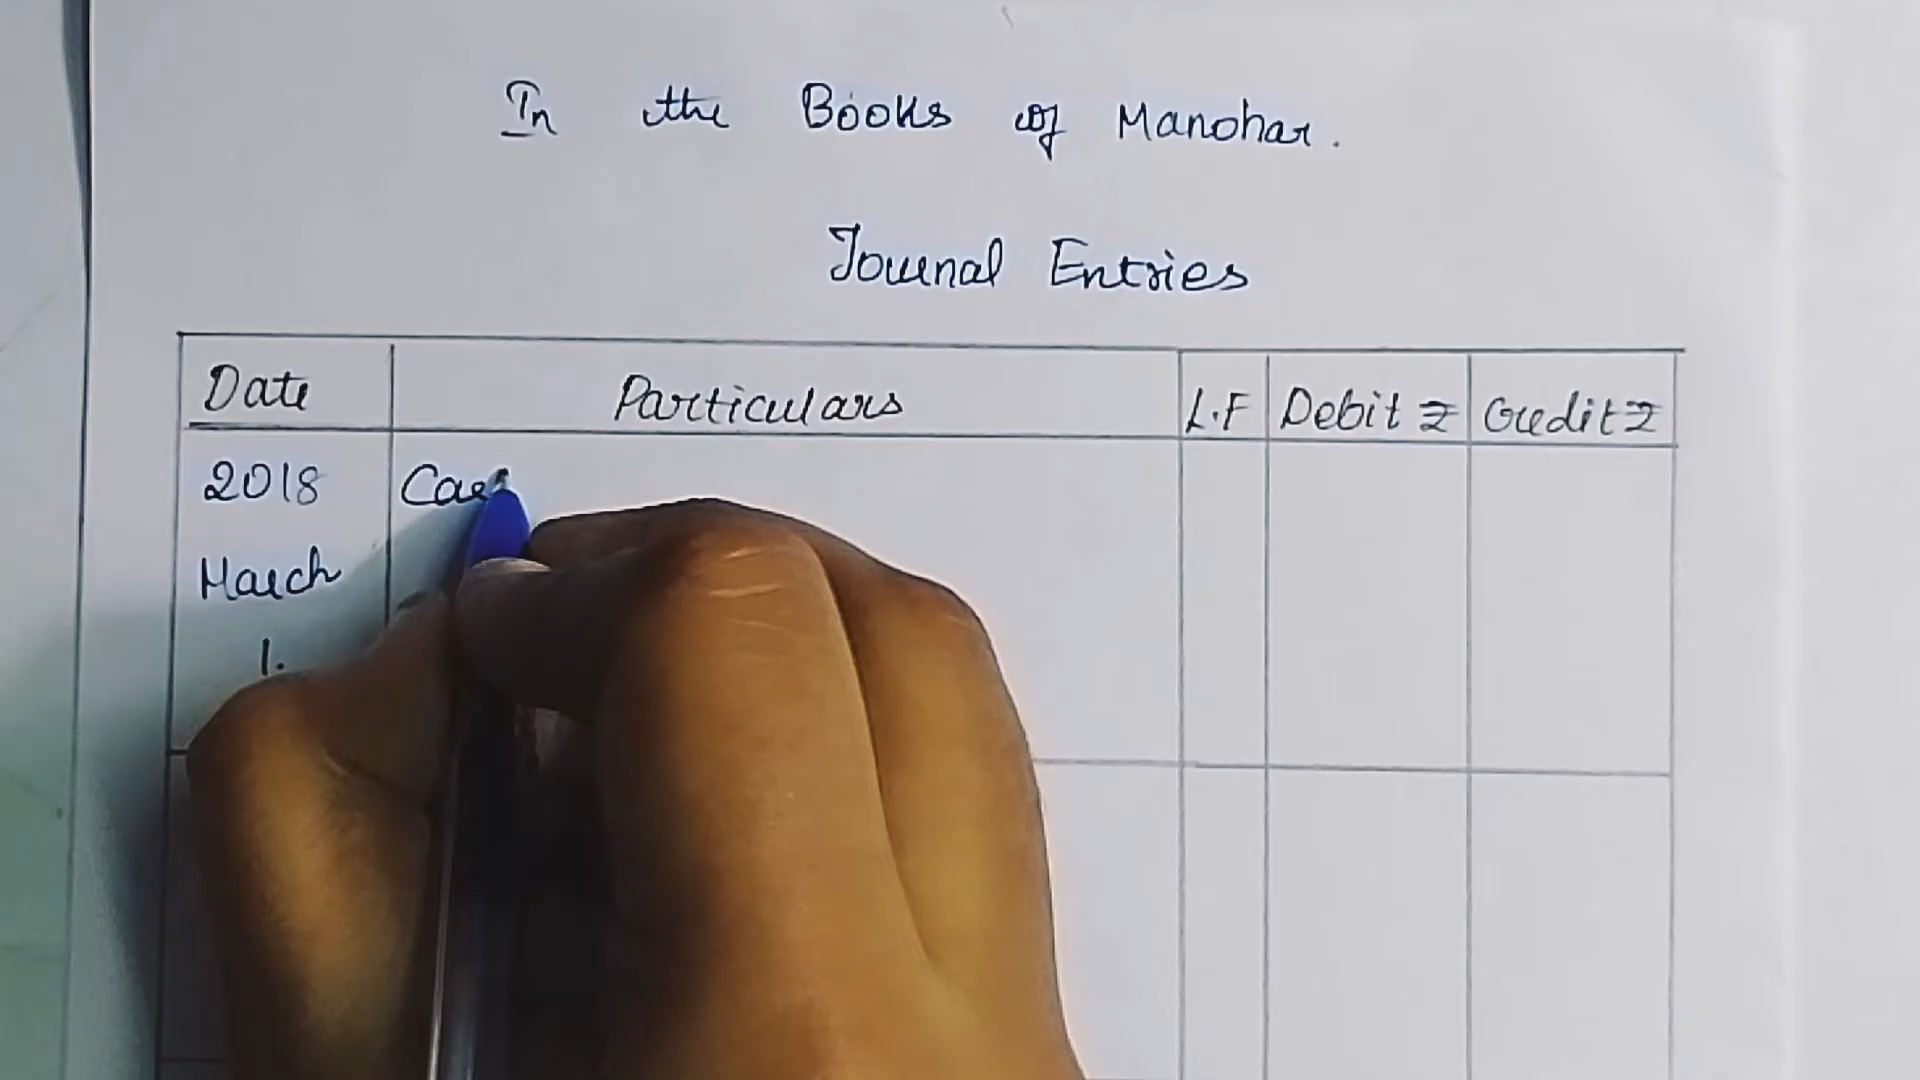 In the Books of Manohar.
Journal Entries
Date Particulars L.F Debit ₹ Credit ₹
2018
March
1.